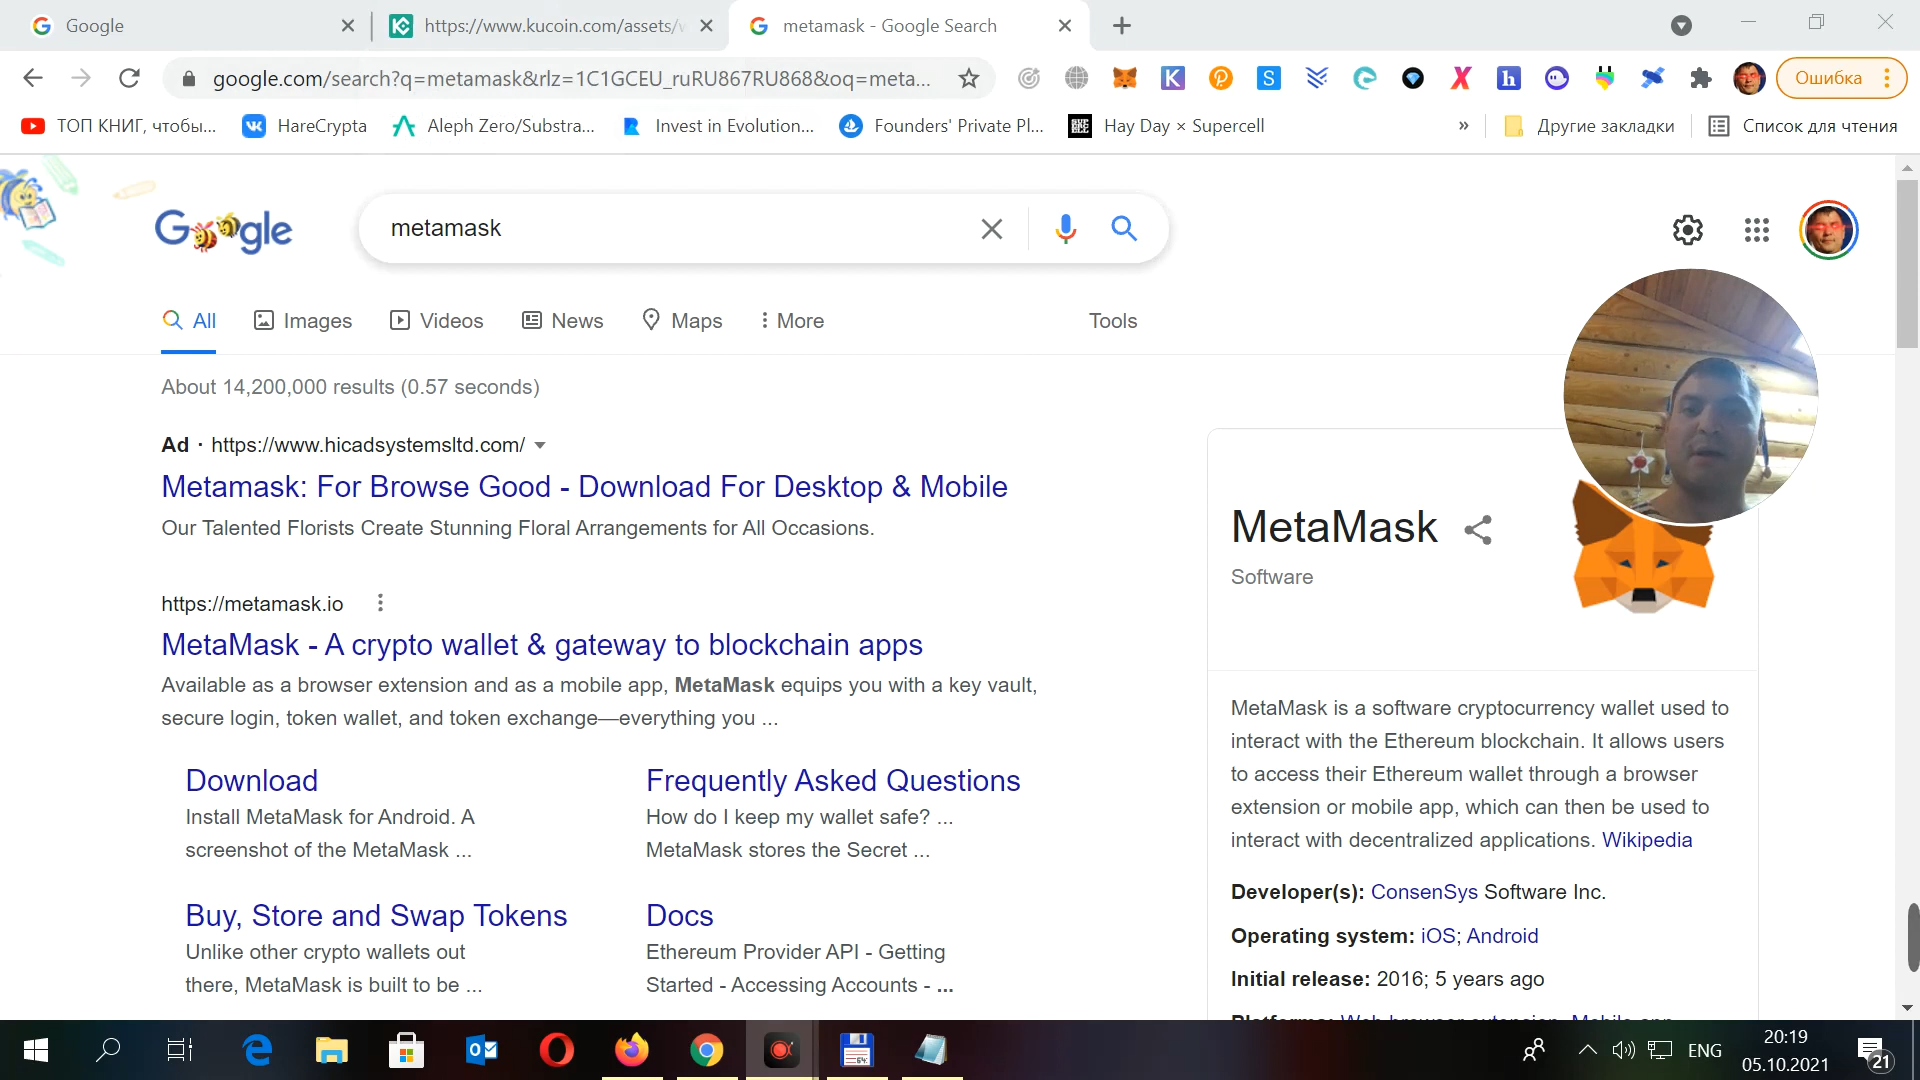 Google
https://www.kucoin.com/assets/w
metamask - Google Search
google.com/search?q=metamask&rlz=1C1GCEU_ruRU867RU868&oq=meta...
Ошибка
ТОП КНИГ, чтобы...
HareCrypta
Aleph Zero/Substra...
Invest in Evolution...
Founders' Private Pl...
Hay Day × Supercell
»
Другие закладки
Список для чтения
Google
metamask
All
Images
Videos
News
Maps
More
Tools
About 14,200,000 results (0.57 seconds)
Ad · https://www.hicadsystemsltd.com/
Metamask: For Browse Good - Download For Desktop & Mobile
Our Talented Florists Create Stunning Floral Arrangements for All Occasions.
https://metamask.io
MetaMask - A crypto wallet & gateway to blockchain apps
Available as a browser extension and as a mobile app, MetaMask equips you with a key vault,
secure login, token wallet, and token exchange—everything you ...
Download
Install MetaMask for Android. A
screenshot of the MetaMask ...
Frequently Asked Questions
How do I keep my wallet safe? ...
MetaMask stores the Secret ...
Buy, Store and Swap Tokens
Unlike other crypto wallets out
there, MetaMask is built to be ...
Docs
Ethereum Provider API - Getting
Started - Accessing Accounts - ...
MetaMask
Software
MetaMask is a software cryptocurrency wallet used to
interact with the Ethereum blockchain. It allows users
to access their Ethereum wallet through a browser
extension or mobile app, which can then be used to
interact with decentralized applications. Wikipedia
Developer(s): ConsenSys Software Inc.
Operating system: iOS; Android
Initial release: 2016; 5 years ago
Platforms: Web browser extension, Mobile app
ENG
20:19
05.10.2021
21